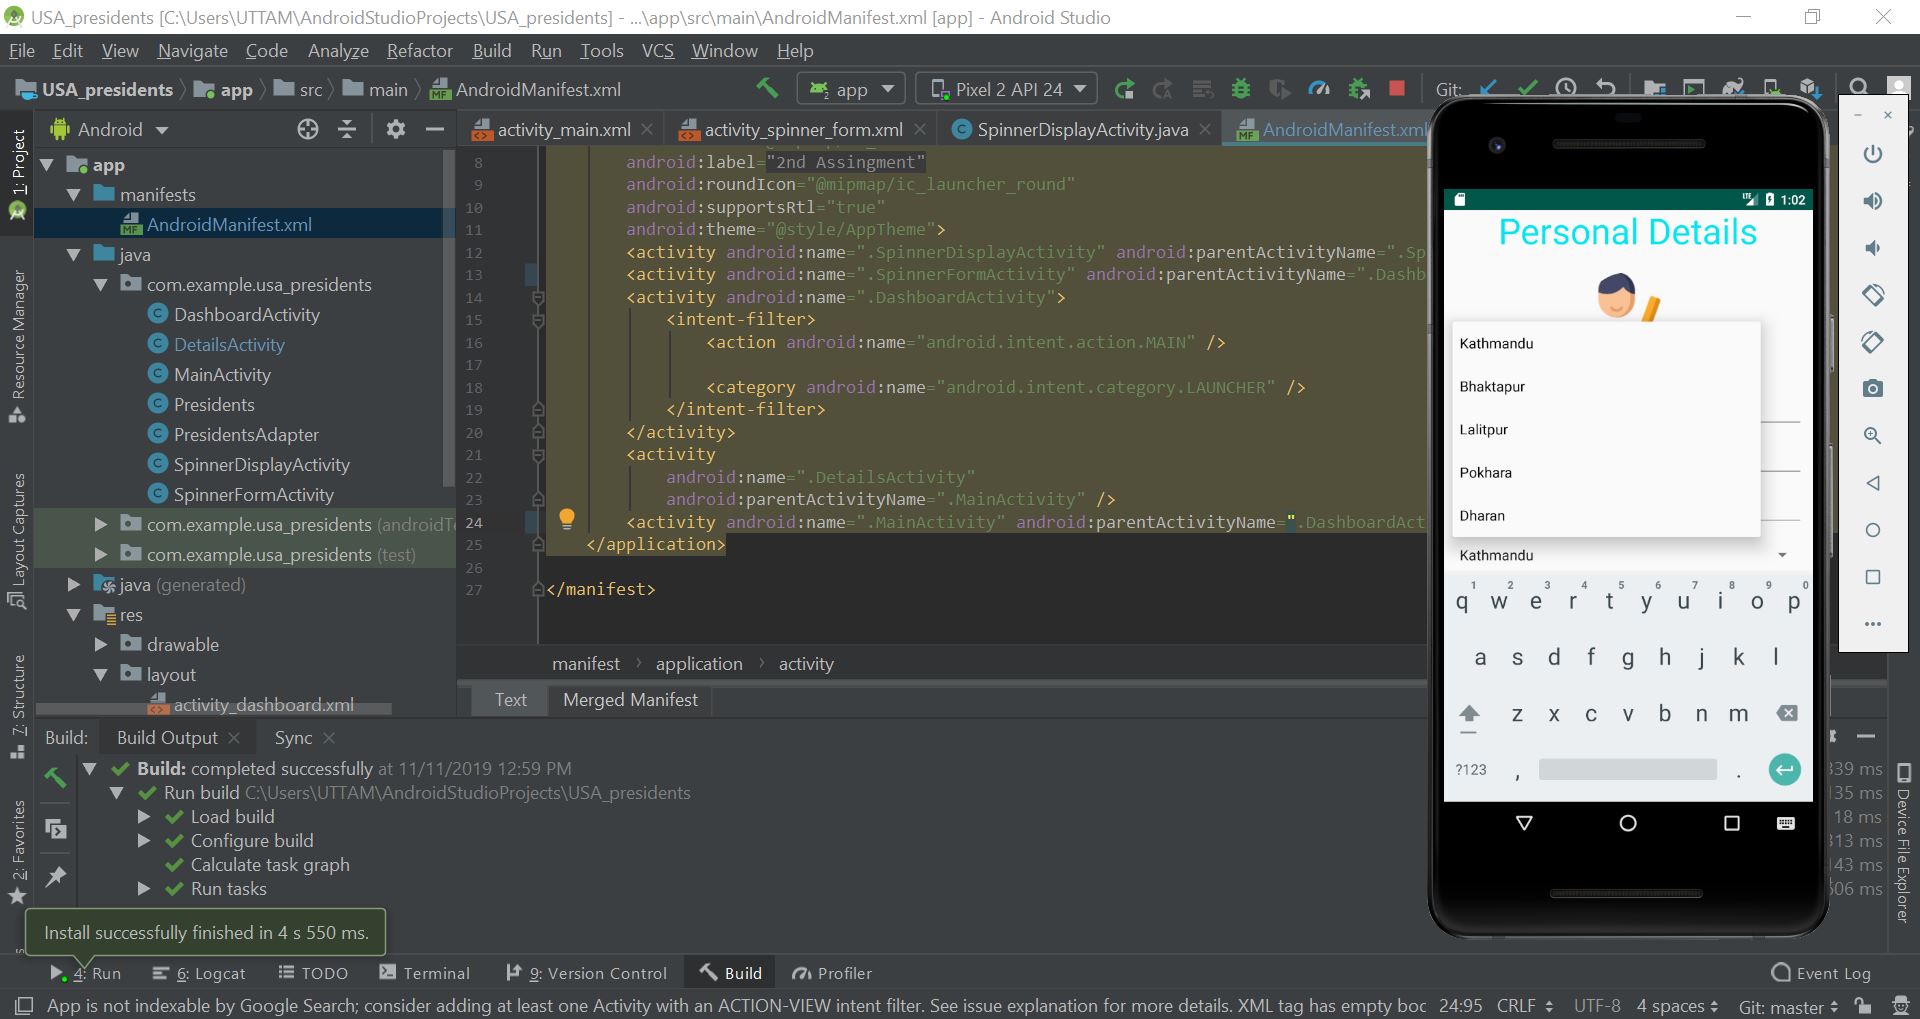 USA_presidents [C:\Users\UTTAM\AndroidStudioProjects\USA_presidents] - ...\app\src\main\AndroidManifest.xml [app] - Android Studio
File Edit View Navigate Code Analyze Refactor Build Run Tools VCS Window Help
USA_presidents app src main AndroidManifest.xml
app Pixel 2 API 24 Git:
1: Project
Resource Manager
Layout Captures
7: Structure
2: Favorites
Android
app
manifests
AndroidManifest.xml
java
com.example.usa_presidents
DashboardActivity
DetailsActivity
MainActivity
Presidents
PresidentsAdapter
SpinnerDisplayActivity
SpinnerFormActivity
com.example.usa_presidents (androidTe
com.example.usa_presidents (test)
java (generated)
res
drawable
layout
activity_dashboard.xml
activity_main.xml activity_spinner_form.xml SpinnerDisplayActivity.java AndroidManifest.xml
8 android:label="2nd Assingment"
9 android:roundIcon="@mipmap/ic_launcher_round"
10 android:supportsRtl="true"
11 android:theme="@style/AppTheme">
12 <activity android:name=".SpinnerDisplayActivity" android:parentActivityName=".Sp
13 <activity android:name=".SpinnerFormActivity" android:parentActivityName=".Dashb
14 <activity android:name=".DashboardActivity">
15 <intent-filter>
16 <action android:name="android.intent.action.MAIN" />
17
18 <category android:name="android.intent.category.LAUNCHER" />
19 </intent-filter>
20 </activity>
21 <activity
22 android:name=".DetailsActivity"
23 android:parentActivityName=".MainActivity" />
24 <activity android:name=".MainActivity" android:parentActivityName=".DashboardAct
25 </application>
26
27 </manifest>
manifest application activity
Text Merged Manifest
LTE 1:02
Personal Details
Kathmandu
Bhaktapur
Lalitpur
Pokhara
Dharan
Kathmandu
1 2 3 4 5 6 7 8 9 0
q w e r t y u i o p
a s d f g h j k l
z x c v b n m
?123 , .
Build: Build Output Sync
Build: completed successfully at 11/11/2019 12:59 PM
Run build C:\Users\UTTAM\AndroidStudioProjects\USA_presidents
Load build
Configure build
Calculate task graph
Run tasks
339 ms
135 ms
18 ms
313 ms
143 ms
506 ms
Device File Explorer
Install successfully finished in 4 s 550 ms.
4: Run 6: Logcat TODO Terminal 9: Version Control Build Profiler Event Log
App is not indexable by Google Search; consider adding at least one Activity with an ACTION-VIEW intent filter. See issue explanation for more details. XML tag has empty boc 24:95 CRLF UTF-8 4 spaces Git: master